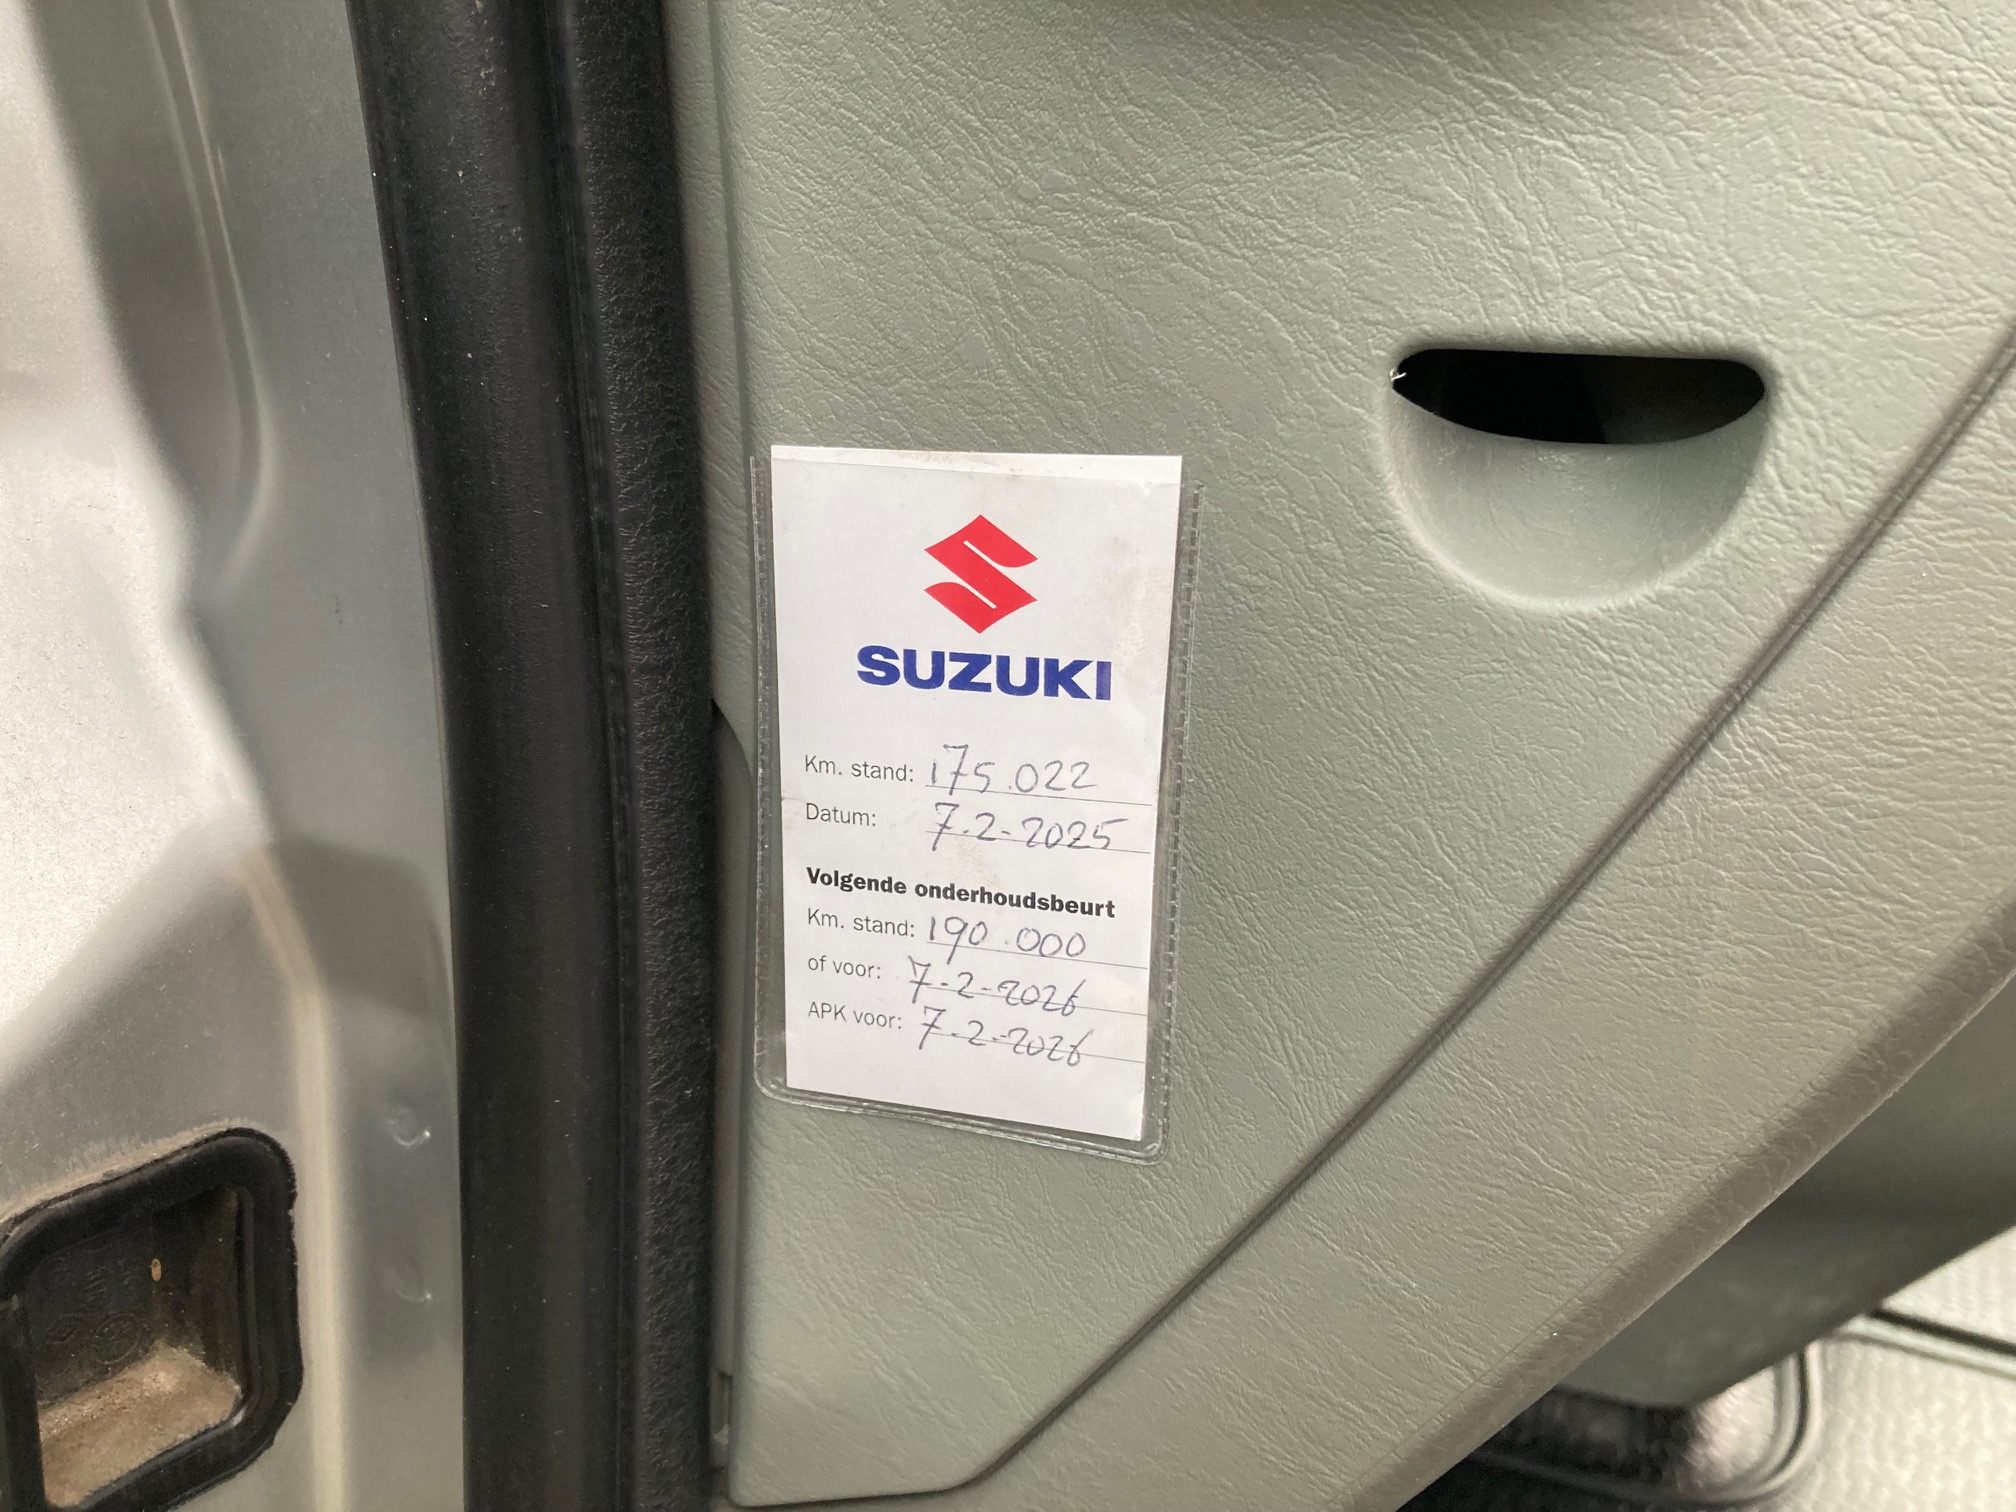 SUZUKI
Km. stand: 175.022
Datum: 7-2-2025
Volgende onderhoudsbeurt
Km. stand: 190.000
of voor: 7-2-2026
APK voor: 7-2-2026